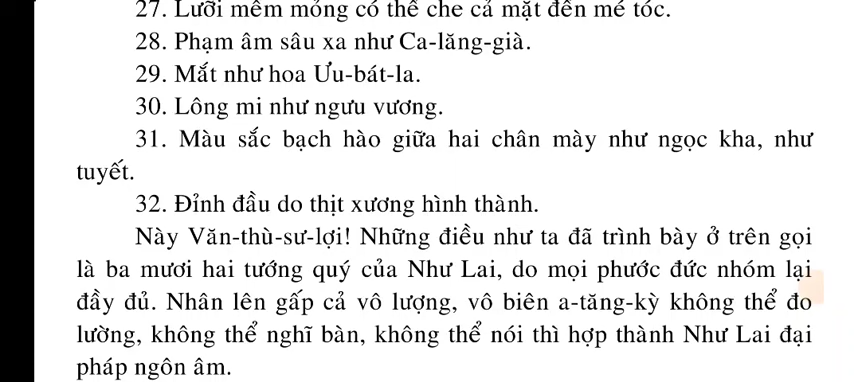 27. Lưỡi mềm mỏng có thể che cả mặt đến mé tóc.
28. Phạm âm sâu xa như Ca-lăng-già.
29. Mắt như hoa Ưu-bát-la.
30. Lông mi như ngưu vương.
31. Màu sắc bạch hào giữa hai chân mày như ngọc kha, như
tuyết.
32. Đỉnh đầu do thịt xương hình thành.
Này Văn-thù-sư-lợi! Những điều như ta đã trình bày ở trên gọi
là ba mươi hai tướng quý của Như Lai, do mọi phước đức nhóm lại
đầy đủ. Nhân lên gấp cả vô lượng, vô biên a-tăng-kỳ không thể đo
lường, không thể nghĩ bàn, không thể nói thì hợp thành Như Lai đại
pháp ngôn âm.